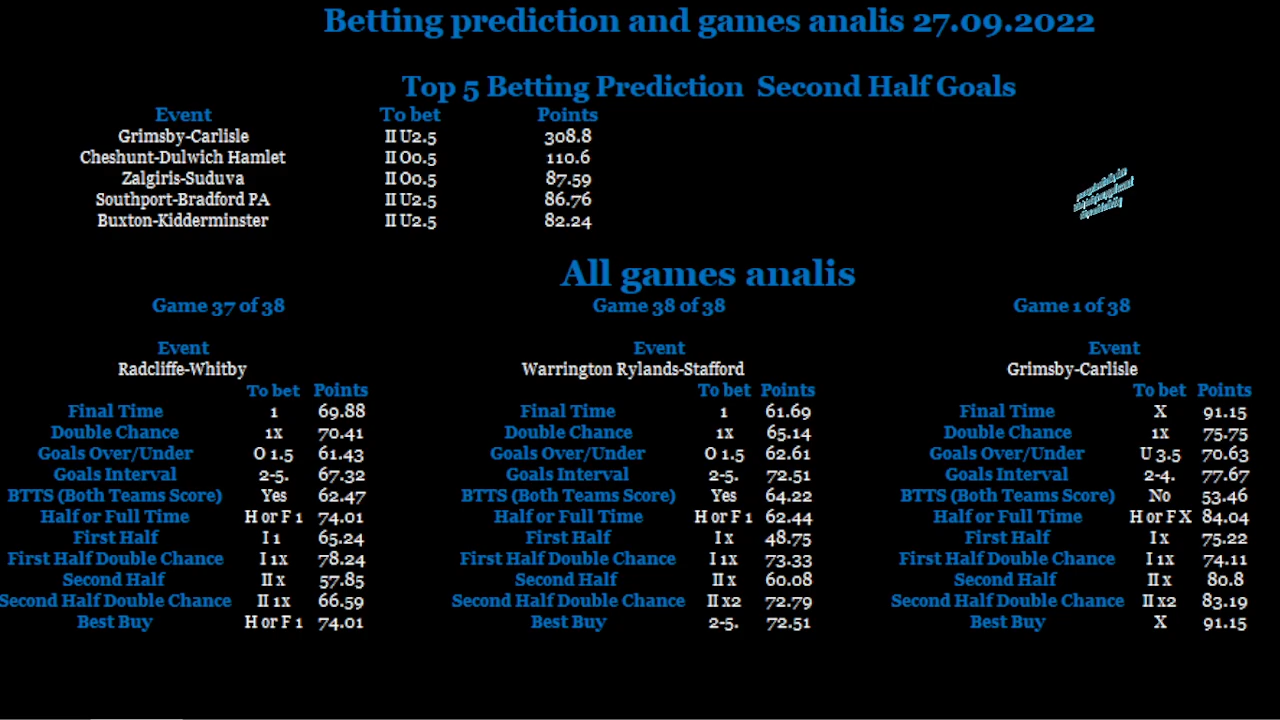 Betting prediction and games analis 27.09.2022
Top 5 Betting Prediction Second Half Goals
Event To bet Points
Grimsby-Carlisle II U2.5 308.8
Cheshunt-Dulwich Hamlet II O0.5 110.6
Zalgiris-Suduva II O0.5 87.59
Southport-Bradford PA II U2.5 86.76
Buxton-Kidderminster II U2.5 82.24
All games analis
Game 37 of 38 Game 38 of 38 Game 1 of 38
Event Event Event
Radcliffe-Whitby Warrington Rylands-Stafford Grimsby-Carlisle
To bet Points To bet Points To bet Points
Final Time 1 69.88 Final Time 1 61.69 Final Time X 91.15
Double Chance 1x 70.41 Double Chance 1x 65.14 Double Chance 1x 75.75
Goals Over/Under O 1.5 61.43 Goals Over/Under O 1.5 62.61 Goals Over/Under U 3.5 70.63
Goals Interval 2-5. 67.32 Goals Interval 2-5. 72.51 Goals Interval 2-4. 77.67
BTTS (Both Teams Score) Yes 62.47 BTTS (Both Teams Score) Yes 64.22 BTTS (Both Teams Score) No 53.46
Half or Full Time H or F 1 74.01 Half or Full Time H or F 1 62.44 Half or Full Time H or F X 84.04
First Half I 1 65.24 First Half I x 48.75 First Half I x 75.22
First Half Double Chance I 1x 78.24 First Half Double Chance I 1x 73.33 First Half Double Chance I 1x 74.11
Second Half II x 57.85 Second Half II x 60.08 Second Half II x 80.8
Second Half Double Chance II 1x 66.59 Second Half Double Chance II x2 72.79 Second Half Double Chance II x2 83.19
Best Buy H or F 1 74.01 Best Buy 2-5. 72.51 Best Buy X 91.15